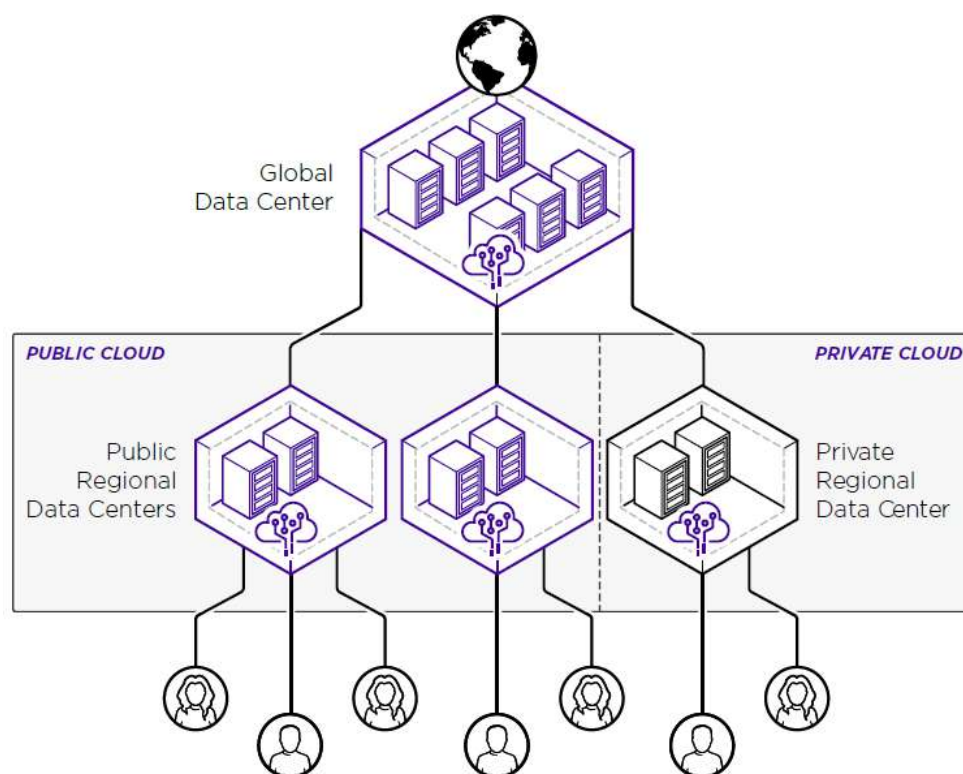 Global
Data Center
PUBLIC CLOUD
PRIVATE CLOUD
Public
Regional
Data Centers
Private
Regional
Data Center